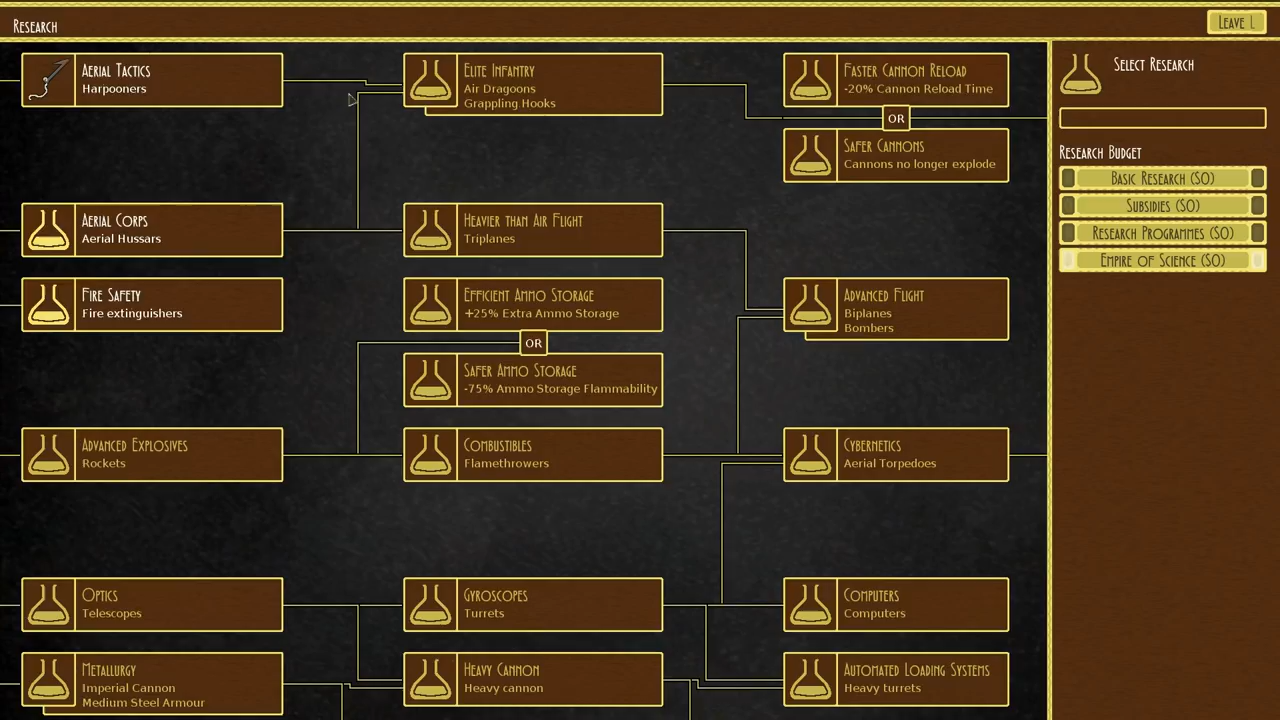 Research
Leave L
Aerial Tactics
Harpooners
Elite Infantry
Air Dragoons
Grappling Hooks
Faster Cannon Reload
-20% Cannon Reload Time
OR
Safer Cannons
Cannons no longer explode
Aerial Corps
Aerial Hussars
Heavier than Air Flight
Triplanes
Fire Safety
Fire extinguishers
Efficient Ammo Storage
+25% Extra Ammo Storage
OR
Safer Ammo Storage
-75% Ammo Storage Flammability
Advanced Flight
Biplanes
Bombers
Advanced Explosives
Rockets
Combustibles
Flamethrowers
Cybernetics
Aerial Torpedoes
Optics
Telescopes
Gyroscopes
Turrets
Computers
Computers
Metallurgy
Imperial Cannon
Medium Steel Armour
Heavy Cannon
Heavy cannon
Automated Loading Systems
Heavy turrets
Select Research
Research Budget
Basic Research ($0)
Subsidies ($0)
Research Programmes ($0)
Empire of Science ($0)